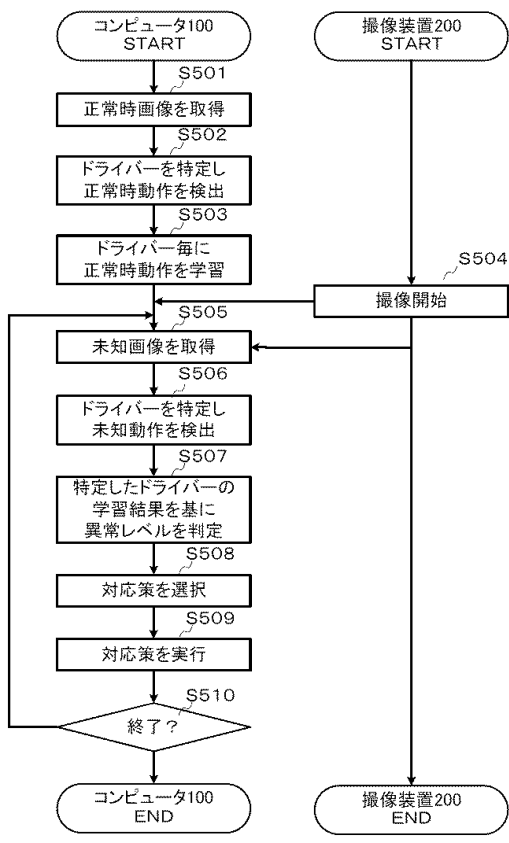 コンピュータ100
START
撮像装置200
START
S501
正常時画像を取得
S502
ドライバーを特定し
正常時動作を検出
S503
ドライバー毎に
正常時動作を学習
S504
撮像開始
S505
未知画像を取得
S506
ドライバーを特定し
未知動作を検出
S507
特定したドライバーの
学習結果を基に
異常レベルを判定
S508
対応策を選択
S509
対応策を実行
S510
終了？
コンピュータ100
END
撮像装置200
END